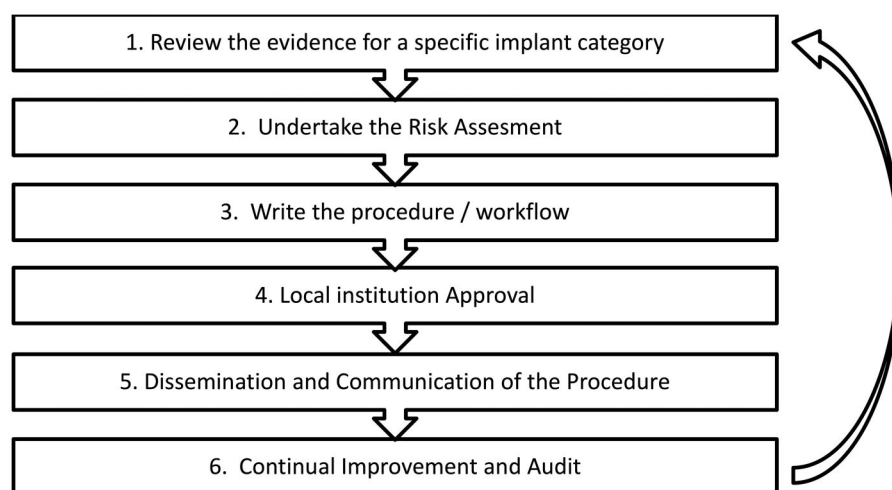 1. Review the evidence for a specific implant category
2. Undertake the Risk Assesment
3. Write the procedure / workflow
4. Local institution Approval
5. Dissemination and Communication of the Procedure
6. Continual Improvement and Audit